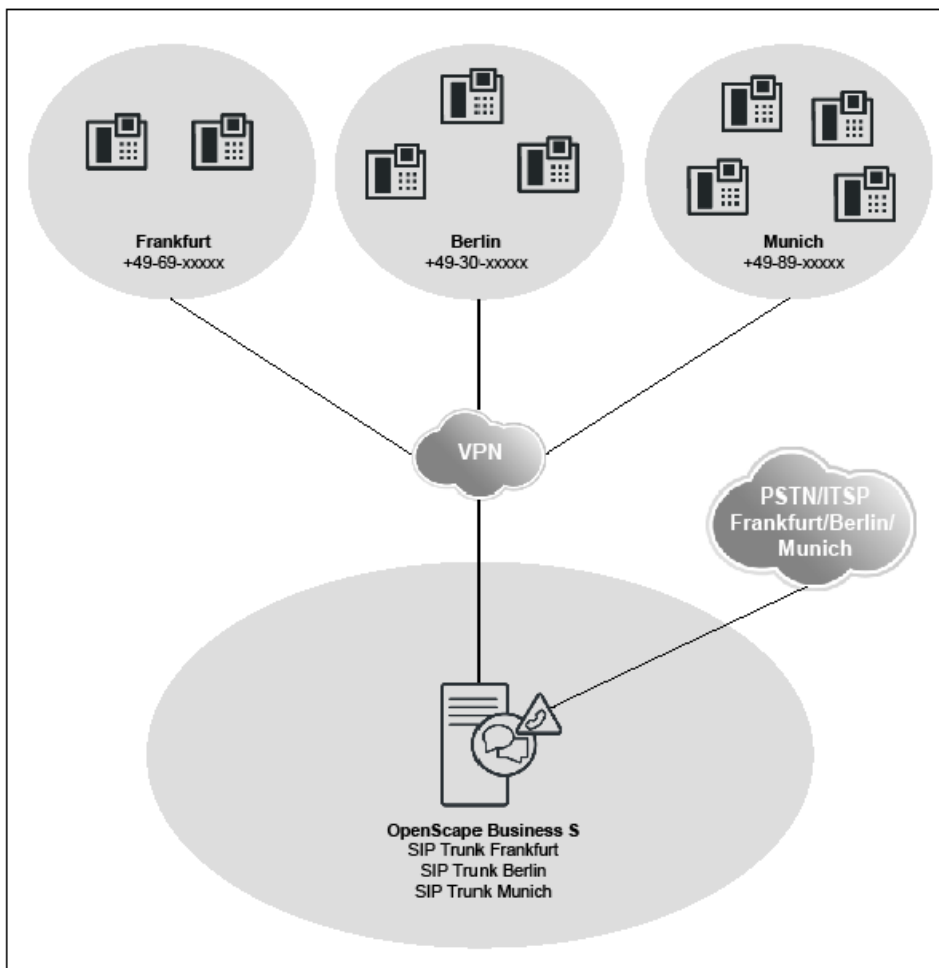 Frankfurt
+49-69-xxxxx
Berlin
+49-30-xxxxx
Munich
+49-89-xxxxx
VPN
PSTN/ITSP
Frankfurt/Berlin/
Munich
OpenScape Business S
SIP Trunk Frankfurt
SIP Trunk Berlin
SIP Trunk Munich